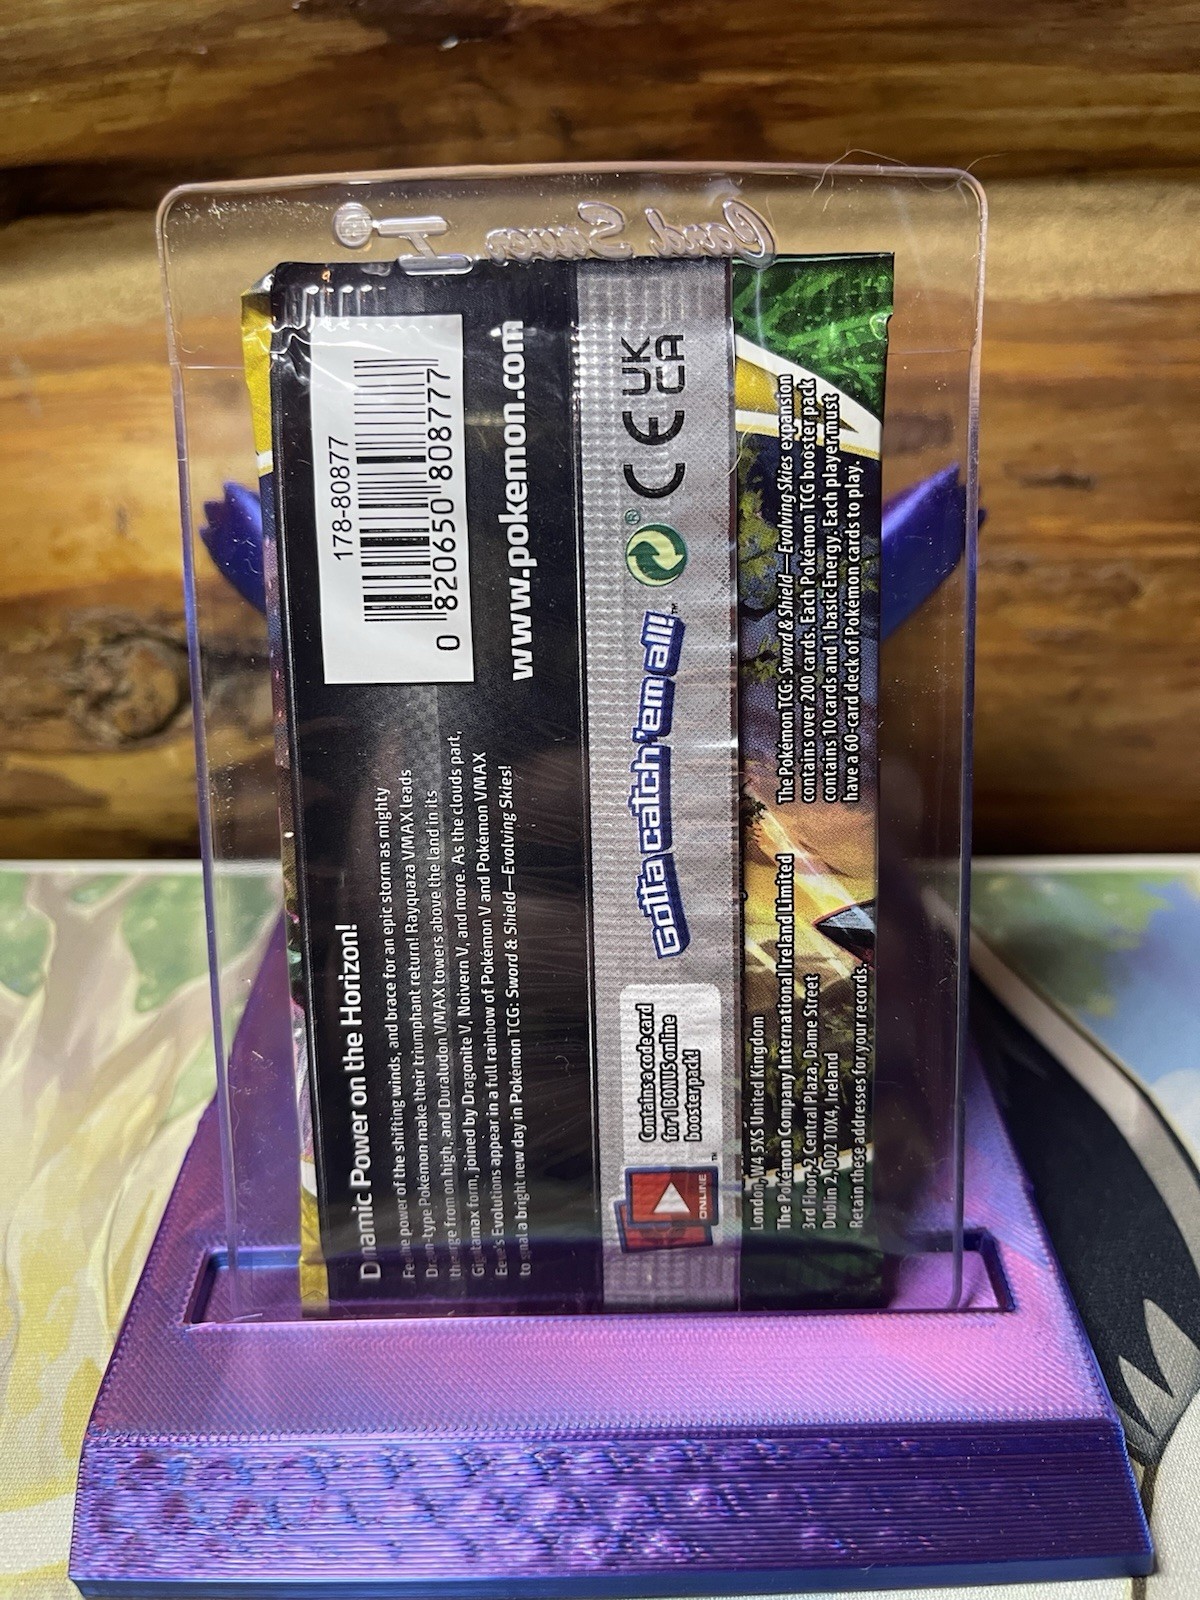 Card Saver
178-80877
0 820650 808777
www.pokemon.com
Dynamic Power on the Horizon!
Feel the power of the shifting winds, and brace for an epic storm as mighty
Dragon-type Pokémon make their triumphant return! Rayquaza VMAX leads
the charge from on high, and Duraludon VMAX towers above the land in its
Gigantamax form, joined by Dragonite V, Noivern V, and more. As the clouds part,
Eevee's Evolutions appear in a full rainbow of Pokémon V and Pokémon VMAX
to signal a bright new day in Pokémon TCG: Sword & Shield—Evolving Skies!
CE UK
CA
Gotta catch 'em all!™
Contains a code card
for 1 BONUS online
booster pack!
ONLINE
™
The Pokémon TCG: Sword & Shield—Evolving Skies expansion
contains over 200 cards. Each Pokémon TCG booster pack
contains 10 cards and 1 basic Energy. Each player must
have a 60-card deck of Pokémon cards to play.
London, W4 5XS United Kingdom
The Pokémon Company International Ireland Limited
3rd Floor, 2 Central Plaza, Dame Street
Dublin 2, D02 T0X4, Ireland
Retain these addresses for your records.